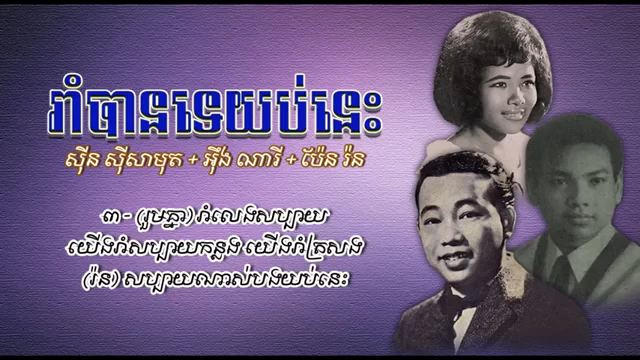 រាំបានទេយប់នេះ
ស៊ីន ស៊ីសាមុត + អ៊ឹង ណារី + ប៉ែន រ៉ន
៣- (រួមគ្នា) រាំលេងសប្បាយ
យើងរាំសប្បាយកន្លង យើងរាំត្រសង
(រ៉ន) សប្បាយណាស់បងយប់នេះ